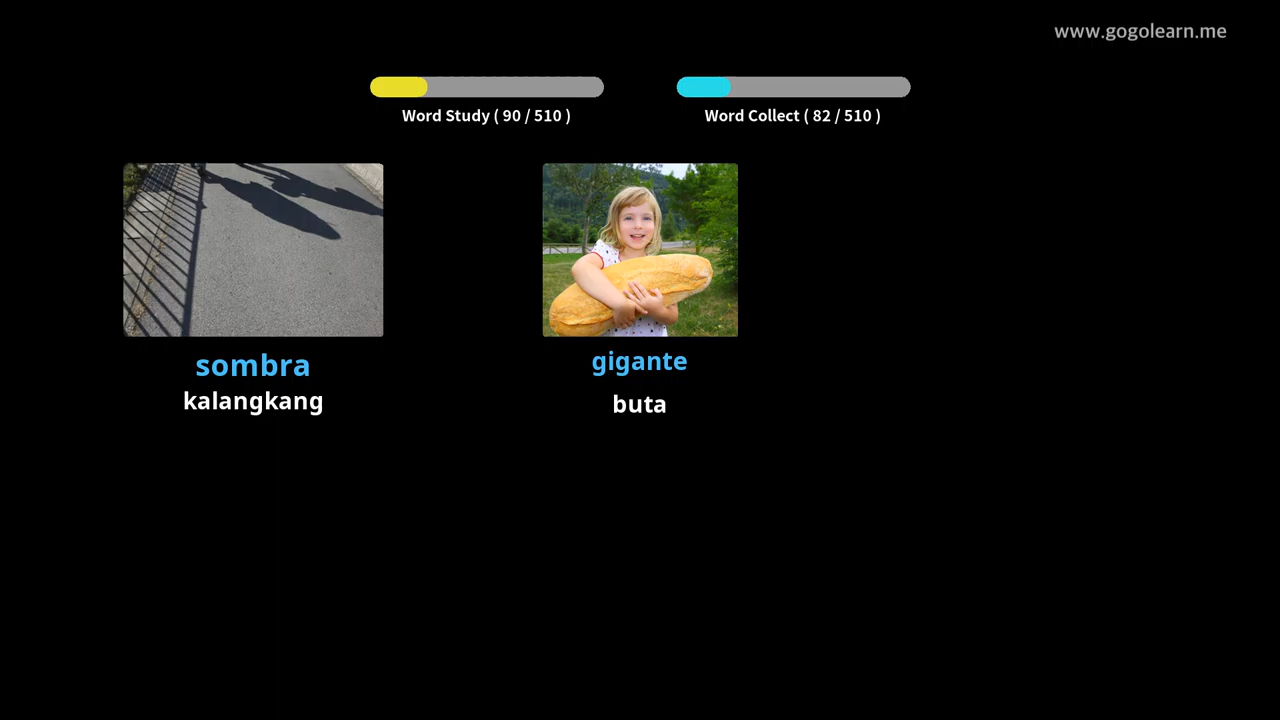 www.gogolearn.me
Word Study ( 90 / 510 )
Word Collect ( 82 / 510 )
sombra
kalangkang
gigante
buta